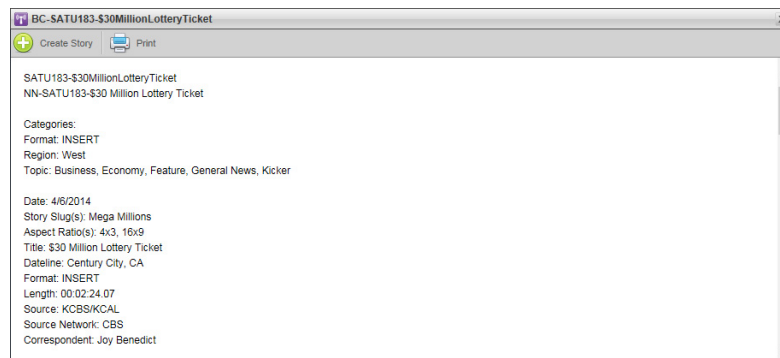 BC-SATU183-$30MillionLotteryTicket
Create Story Print
SATU183-$30MillionLotteryTicket
NN-SATU183-$30 Million Lottery Ticket
Categories:
Format: INSERT
Region: West
Topic: Business, Economy, Feature, General News, Kicker
Date: 4/6/2014
Story Slug(s): Mega Millions
Aspect Ratio(s): 4x3, 16x9
Title: $30 Million Lottery Ticket
Dateline: Century City, CA
Format: INSERT
Length: 00:02:24.07
Source: KCBS/KCAL
Source Network: CBS
Correspondent: Joy Benedict